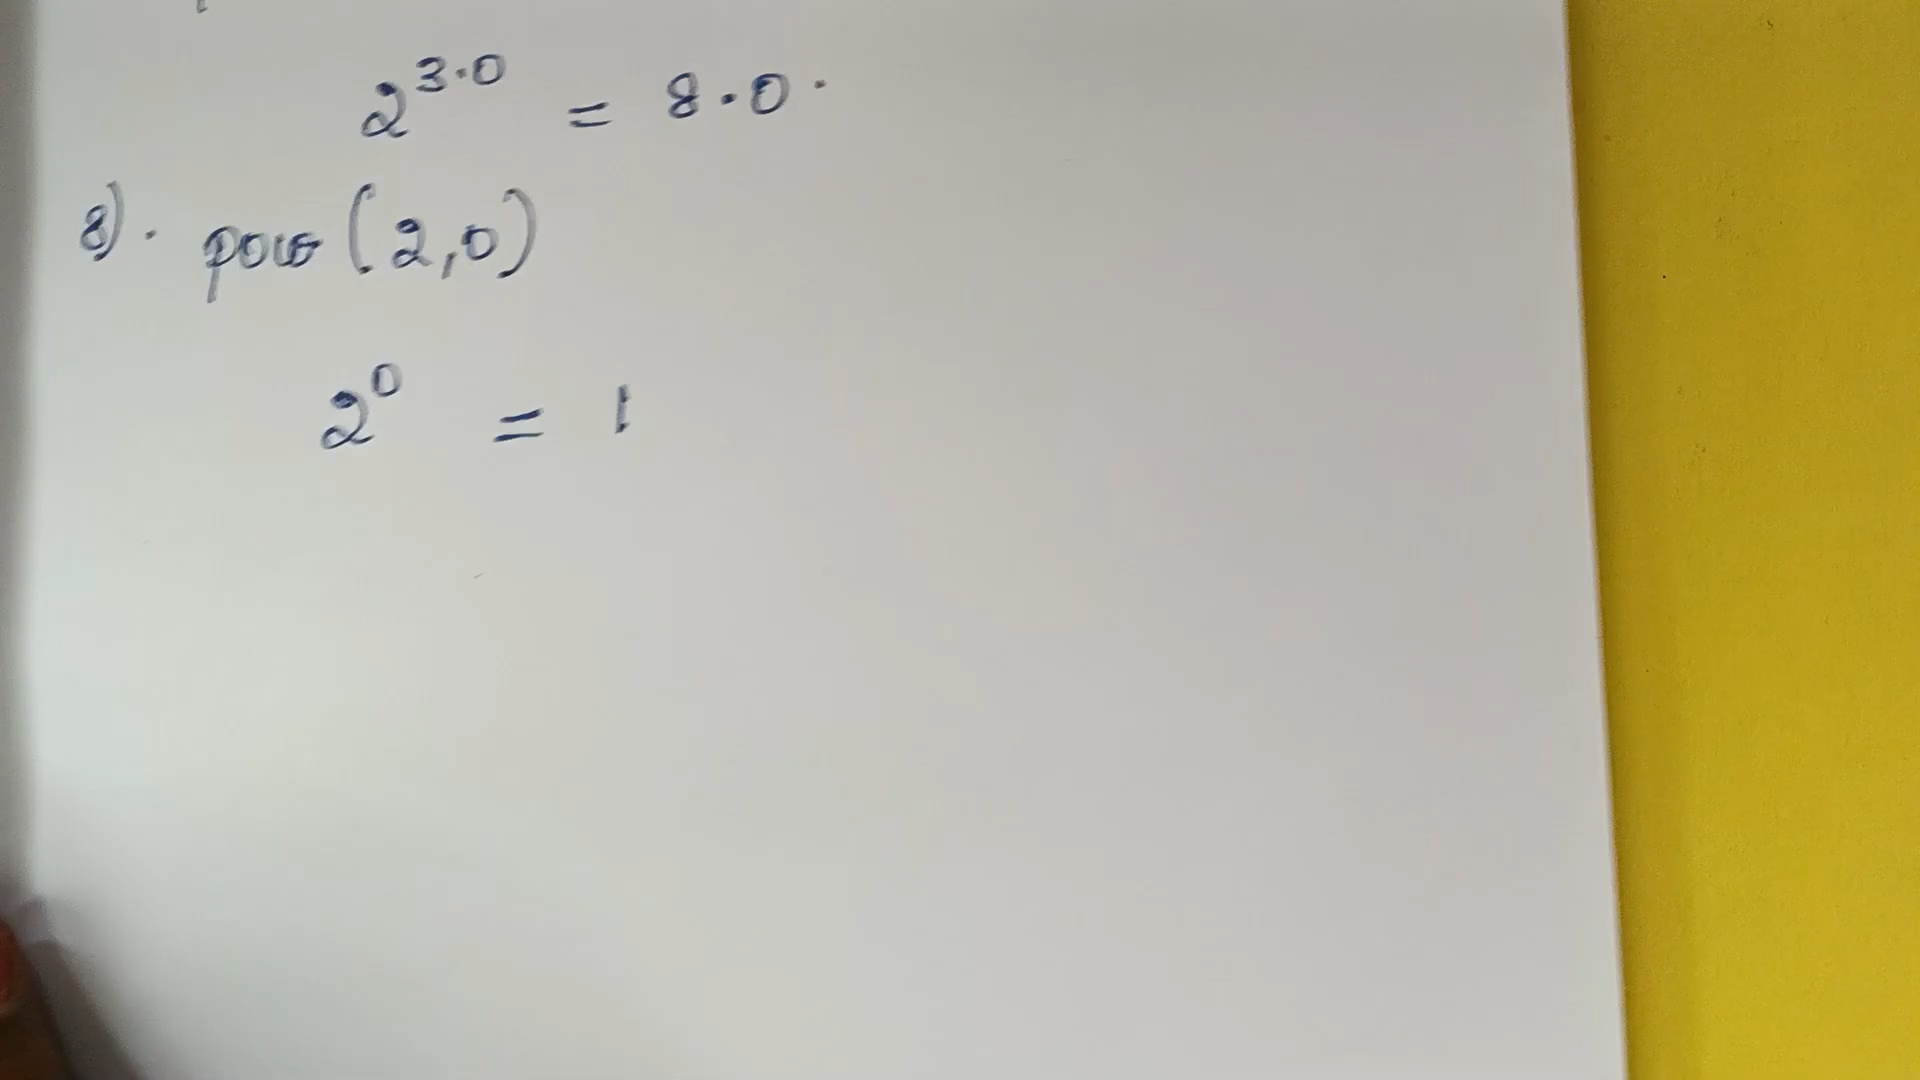 2^3.0 = 8.0.
8). pow (2,0)
2^0 = 1